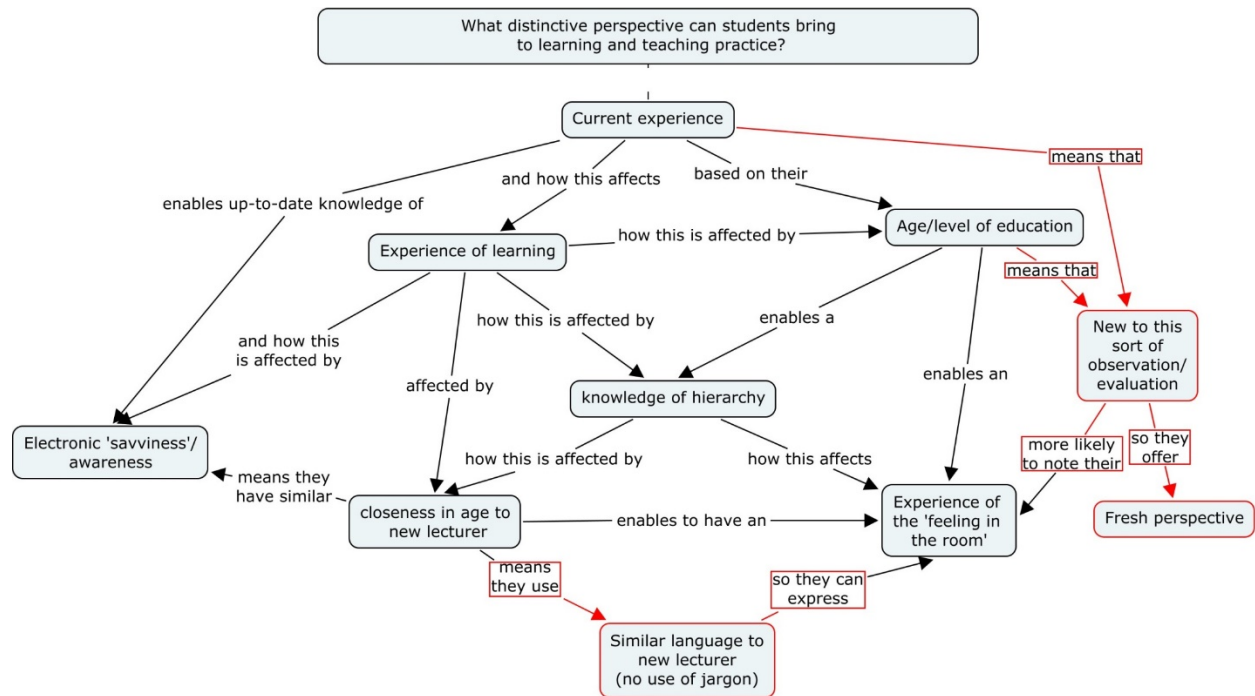 What distinctive perspective can students bring
to learning and teaching practice?
Current experience
means that
and how this affects
based on their
enables up-to-date knowledge of
Age/level of education
how this is affected by
Experience of learning
means that
how this is affected by
enables a
New to this
sort of
observation/
evaluation
and how this
is affected by
affected by
enables an
knowledge of hierarchy
Electronic 'savviness'/
awareness
more likely
to note their
so they
offer
how this is affected by
how this affects
means they
have similar
closeness in age to
new lecturer
enables to have an
Experience of
the 'feeling in
the room'
Fresh perspective
means
they use
so they can
express
Similar language to
new lecturer
(no use of jargon)